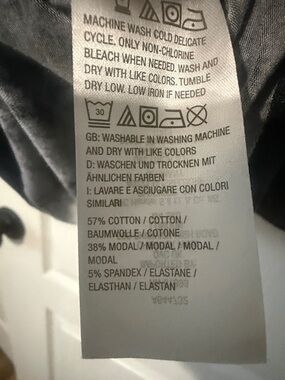 MACHINE WASH COLD DELICATE
CYCLE. ONLY NON-CHLORINE
BLEACH WHEN NEEDED. WASH AND
DRY WITH LIKE COLORS. TUMBLE
DRY LOW. LOW IRON IF NEEDED
30
GB: WASHABLE IN WASHING MACHINE
AND DRY WITH LIKE COLORS
D: WASCHEN UND TROCKNEN MIT
ÄHNLICHEN FARBEN
I: LAVARE E ASCIUGARE CON COLORI
SIMILARI
57% COTTON / COTTON /
BAUMWOLLE / COTONE
38% MODAL / MODAL / MODAL /
MODAL
5% SPANDEX / ELASTANE /
ELASTHAN / ELASTAN